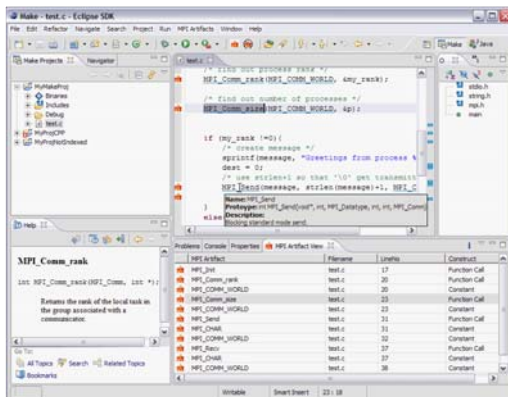 Make - test.c - Eclipse SDK
File Edit Refactor Navigate Search Project Run MPI Artifacts Window Help
Make Java
Make Projects Navigator
MyMakeProj
Binaries
Includes
Debug
test.c
MyProjCPP
MyProjNotIndexed
test.c
/* find out process rank */
MPI_Comm_rank(MPI_COMM_WORLD, &my_rank);
/* find out number of processes */
MPI_Comm_size(MPI_COMM_WORLD, &p);
if (my_rank !=0){
/* create message */
sprintf(message, "Greetings from process %
dest = 0;
/* use strlen+1 so that '\0' get transmitt
MPI_Send(message, strlen(message)+1, MPI_C
Name: MPI_Send
Protoype: int MPI_Send(void*, int, MPI_Datatype, int, int, MPI_Comm)
Description:
Blocking standard mode send.
}
else
stdio.h
string.h
mpi.h
main
Help
MPI_Comm_rank
int MPI_Comm_rank(MPI_Comm, int *);
Returns the rank of the local task in
the group associated with a
communicator.
Go To:
All Topics Search Related Topics
Bookmarks
Problems Console Properties MPI Artifact View
MPI Artifact Filename LineNo Construct
MPI_Init test.c 17 Function Call
MPI_Comm_rank test.c 20 Function Call
MPI_COMM_WORLD test.c 20 Constant
MPI_Comm_size test.c 23 Function Call
MPI_COMM_WORLD test.c 23 Constant
MPI_Send test.c 31 Function Call
MPI_CHAR test.c 31 Constant
MPI_COMM_WORLD test.c 32 Constant
MPI_Recv test.c 37 Function Call
MPI_CHAR test.c 37 Constant
MPI_COMM_WORLD test.c 38 Constant
Writable Smart Insert 23 : 18